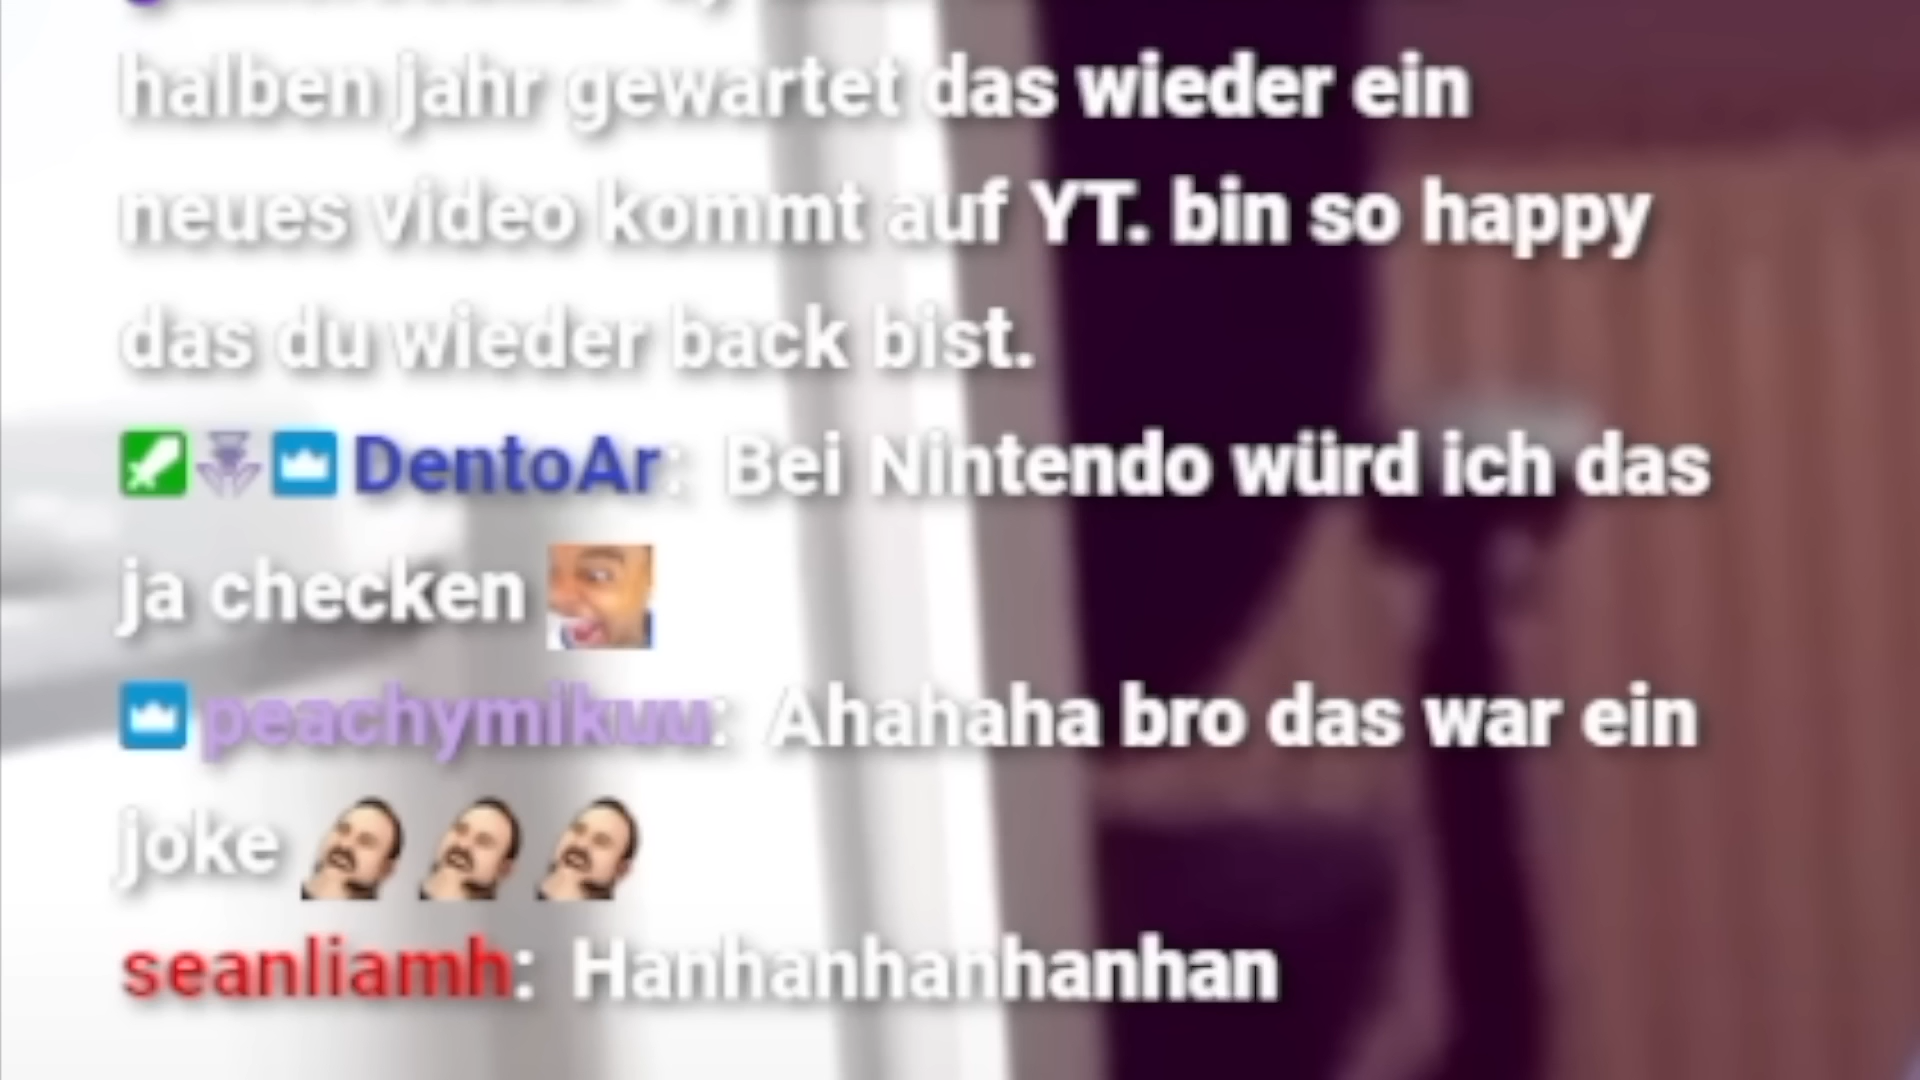 halben jahr gewartet das wieder ein
neues video kommt auf YT. bin so happy
das du wieder back bist.
DentoAr: Bei Nintendo würd ich das
ja checken
peachymikuu: Ahahaha bro das war ein
joke
seanliamh: Hanhanhanhanhan